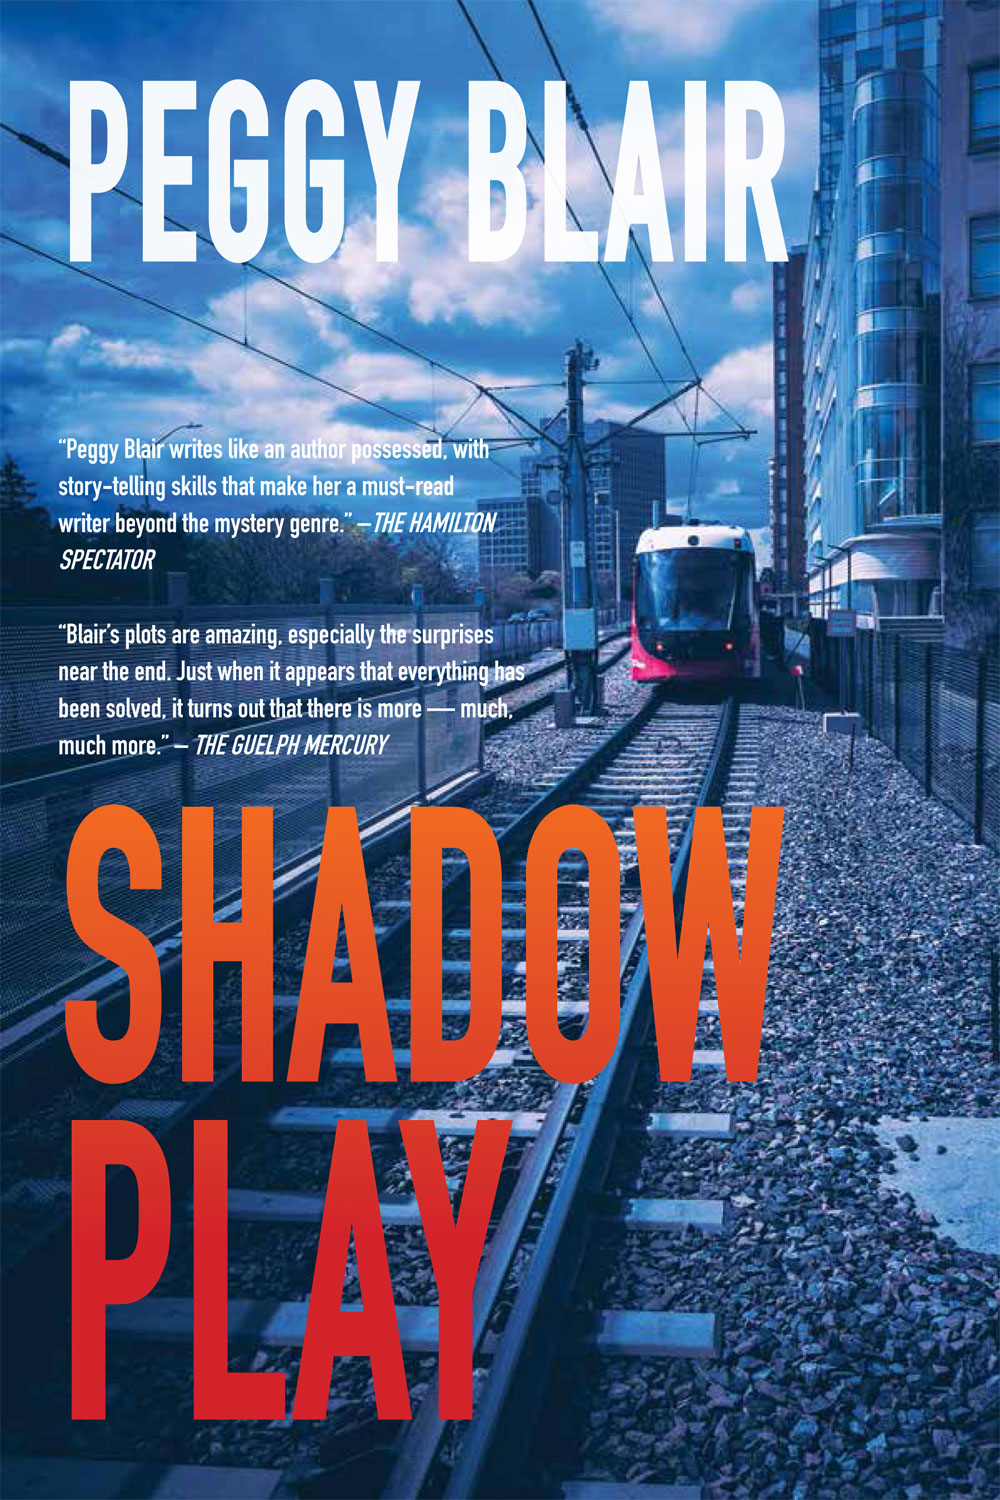 PEGGY BLAIR
“Peggy Blair writes like an author possessed, with
story-telling skills that make her a must-read
writer beyond the mystery genre.” –THE HAMILTON
SPECTATOR
“Blair’s plots are amazing, especially the surprises
near the end. Just when it appears that everything has
been solved, it turns out that there is more — much,
much more.” – THE GUELPH MERCURY
SHADOW
PLAY